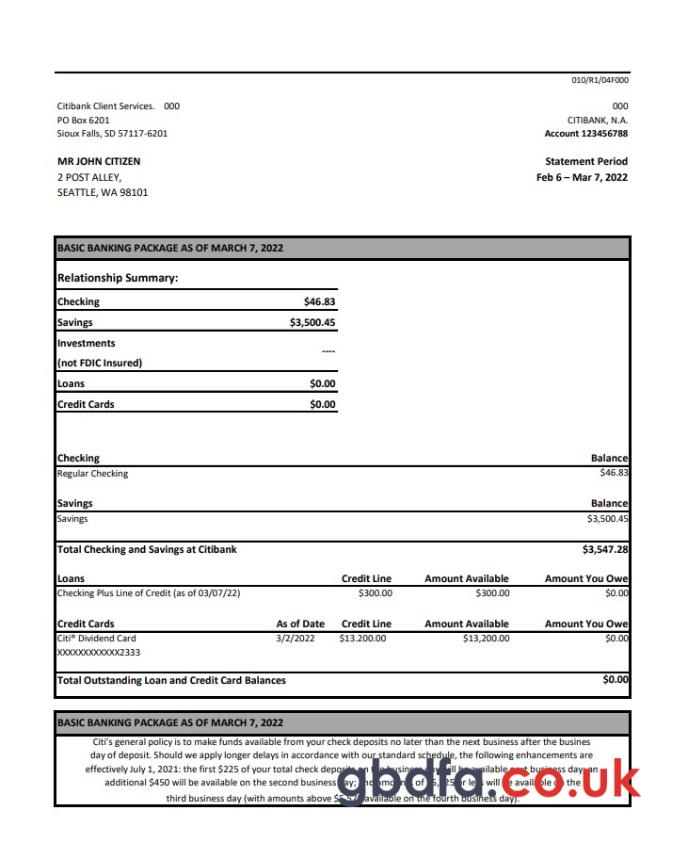 010/R1/04F000
Citibank Client Services. 000 000
PO Box 6201 CITIBANK, N.A.
Sioux Falls, SD 57117-6201 Account 123456788
MR JOHN CITIZEN Statement Period
2 POST ALLEY, Feb 6 – Mar 7, 2022
SEATTLE, WA 98101
BASIC BANKING PACKAGE AS OF MARCH 7, 2022
Relationship Summary:
Checking $46.83
Savings $3,500.45
Investments ----
(not FDIC Insured)
Loans $0.00
Credit Cards $0.00
Checking Balance
Regular Checking $46.83
Savings Balance
Savings $3,500.45
Total Checking and Savings at Citibank $3,547.28
Loans Credit Line Amount Available Amount You Owe
Checking Plus Line of Credit (as of 03/07/22) $300.00 $300.00 $0.00
Credit Cards As of Date Credit Line Amount Available Amount You Owe
Citi® Dividend Card 3/2/2022 $13.200.00 $13,200.00 $0.00
XXXXXXXXXXXX2333
Total Outstanding Loan and Credit Card Balances $0.00
BASIC BANKING PACKAGE AS OF MARCH 7, 2022
Citi's general policy is to make funds available from your check deposits no later than the next business after the busines
day of deposit. Should we apply longer delays in accordance with our standard schedule, the following enhancements are
effectively July 1, 2021: the first $225 of your total check deposits on the business day will be available next business day; an
additional $450 will be available on the second business day; and amounts of or less will be available on the
third business day (with amounts above available on the fourth business day).
gbdfa.co.uk